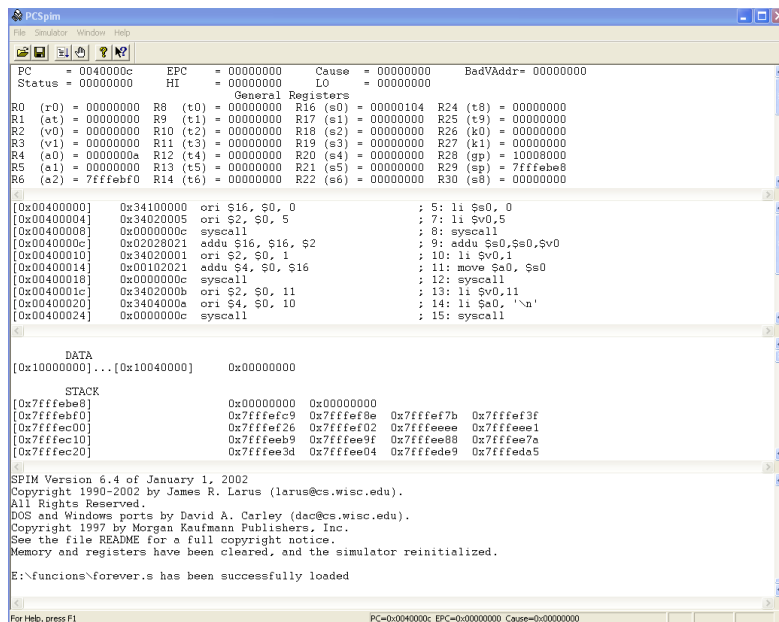 PCSpim
File Simulator Window Help
PC = 0040000c EPC = 00000000 Cause = 00000000 BadVAddr= 00000000
Status = 00000000 HI = 00000000 LO = 00000000
General Registers
R0 (r0) = 00000000 R8 (t0) = 00000000 R16 (s0) = 00000104 R24 (t8) = 00000000
R1 (at) = 00000000 R9 (t1) = 00000000 R17 (s1) = 00000000 R25 (t9) = 00000000
R2 (v0) = 00000000 R10 (t2) = 00000000 R18 (s2) = 00000000 R26 (k0) = 00000000
R3 (v1) = 00000000 R11 (t3) = 00000000 R19 (s3) = 00000000 R27 (k1) = 00000000
R4 (a0) = 0000000a R12 (t4) = 00000000 R20 (s4) = 00000000 R28 (gp) = 10008000
R5 (a1) = 00000000 R13 (t5) = 00000000 R21 (s5) = 00000000 R29 (sp) = 7fffebe8
R6 (a2) = 7fffebf0 R14 (t6) = 00000000 R22 (s6) = 00000000 R30 (s8) = 00000000
[0x00400000] 0x34100000 ori $16, $0, 0 ; 5: li $s0, 0
[0x00400004] 0x34020005 ori $2, $0, 5 ; 7: li $v0,5
[0x00400008] 0x0000000c syscall ; 8: syscall
[0x0040000c] 0x02028021 addu $16, $16, $2 ; 9: addu $s0,$s0,$v0
[0x00400010] 0x34020001 ori $2, $0, 1 ; 10: li $v0,1
[0x00400014] 0x00102021 addu $4, $0, $16 ; 11: move $a0, $s0
[0x00400018] 0x0000000c syscall ; 12: syscall
[0x0040001c] 0x3402000b ori $2, $0, 11 ; 13: li $v0,11
[0x00400020] 0x3404000a ori $4, $0, 10 ; 14: li $a0, '\n'
[0x00400024] 0x0000000c syscall ; 15: syscall
DATA
[0x10000000]...[0x10040000] 0x00000000
STACK
[0x7fffebe8] 0x00000000 0x00000000
[0x7fffebf0] 0x7fffefc9 0x7fffef8e 0x7fffef7b 0x7fffef3f
[0x7fffec00] 0x7fffef26 0x7fffef02 0x7fffeeee 0x7fffeee1
[0x7fffec10] 0x7fffeeb9 0x7fffee9f 0x7fffee88 0x7fffee7a
[0x7fffec20] 0x7fffee3d 0x7fffee04 0x7fffede9 0x7fffeda5
SPIM Version 6.4 of January 1, 2002
Copyright 1990-2002 by James R. Larus (larus@cs.wisc.edu).
All Rights Reserved.
DOS and Windows ports by David A. Carley (dac@cs.wisc.edu).
Copyright 1997 by Morgan Kaufmann Publishers, Inc.
See the file README for a full copyright notice.
Memory and registers have been cleared, and the simulator reinitialized.
E:\funcions\forever.s has been successfully loaded
For Help, press F1 PC=0x0040000c EPC=0x00000000 Cause=0x00000000